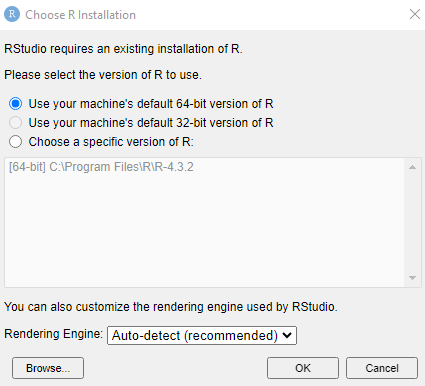 R Choose R Installation
RStudio requires an existing installation of R.
Please select the version of R to use.
Use your machine's default 64-bit version of R
Use your machine's default 32-bit version of R
Choose a specific version of R:
[64-bit] C:\Program Files\R\R-4.3.2
You can also customize the rendering engine used by RStudio.
Rendering Engine: Auto-detect (recommended)
Browse... OK Cancel